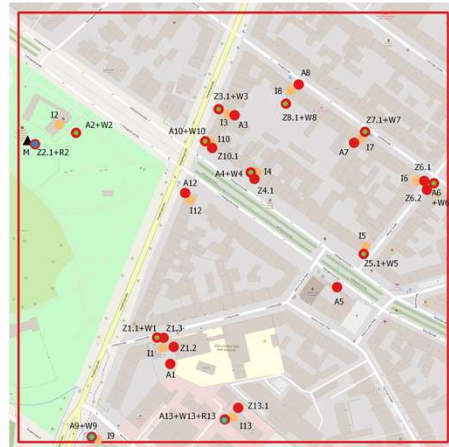 A8
I8
Z3.1+W3
I3
A3
Z8.1+W8
I2
A2+W2
M
Z2.1+R2
A10+W10
I10
Z10.1
Z7.1+W7
A7
I7
A4+W4
I4
Z4.1
Z6.1
I6
Z6.2
A6
+W6
A12
I12
I5
Z5.1+W5
A5
Z1.1+W1
Z1.3
I1
Z1.2
A1
Z13.1
A13+W13+R13
I13
A9+W9
I9